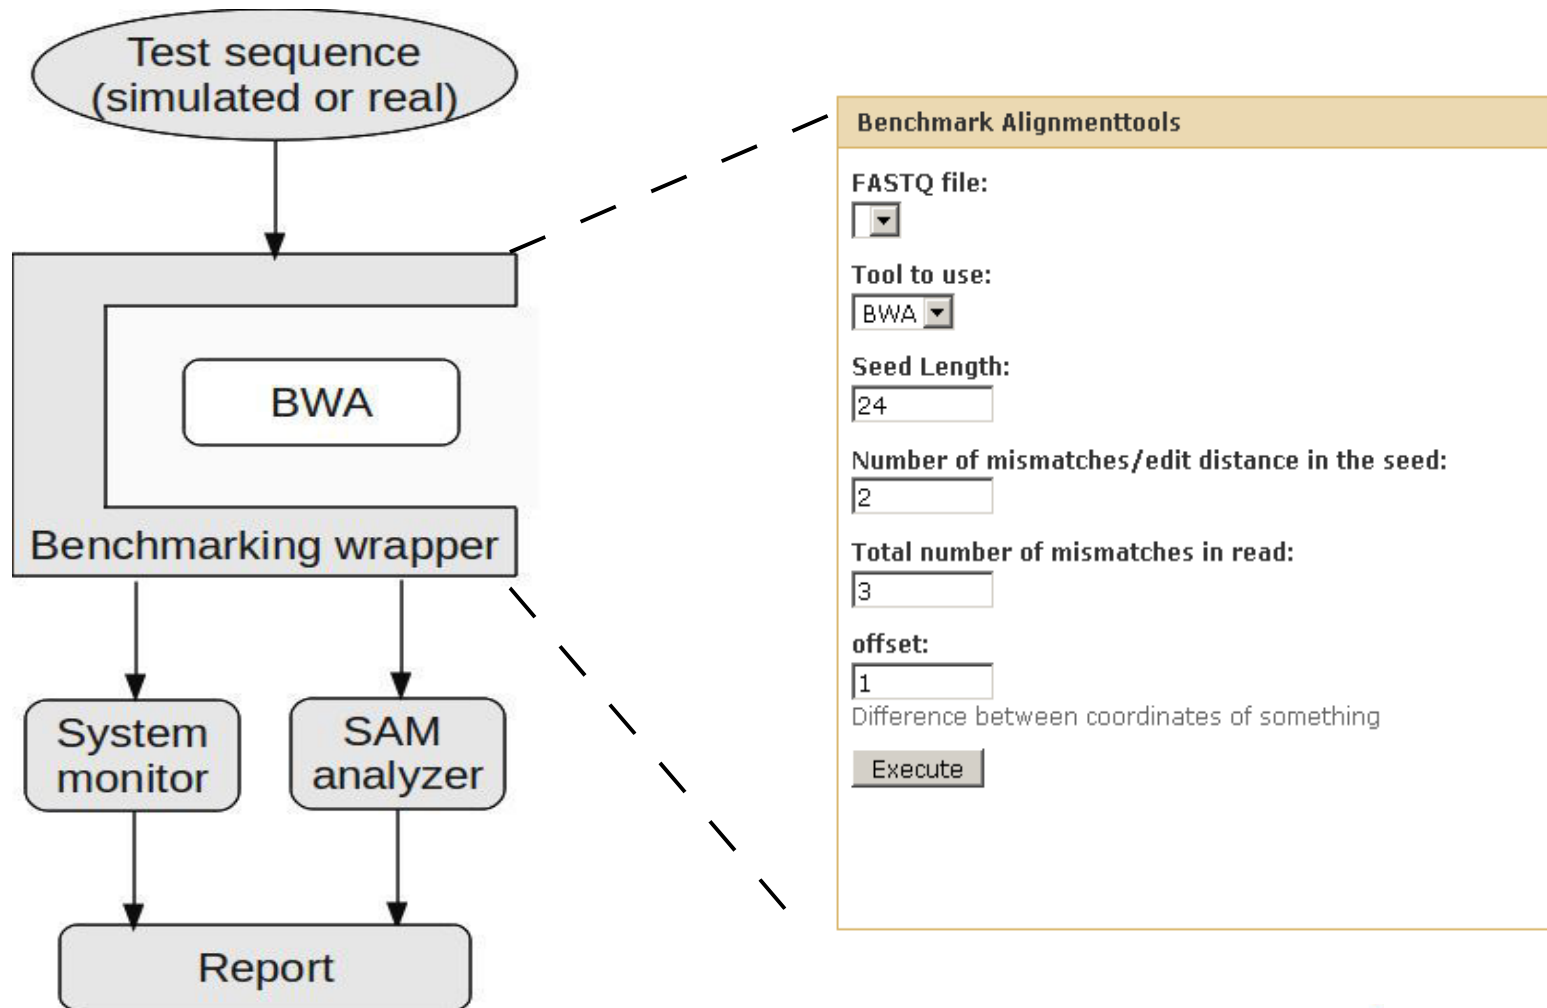 Test sequence
(simulated or real)
BWA
Benchmarking wrapper
System
monitor
SAM
analyzer
Report
Benchmark Alignmenttools
FASTQ file:
Tool to use:
BWA
Seed Length:
24
Number of mismatches/edit distance in the seed:
2
Total number of mismatches in read:
3
offset:
1
Difference between coordinates of something
Execute